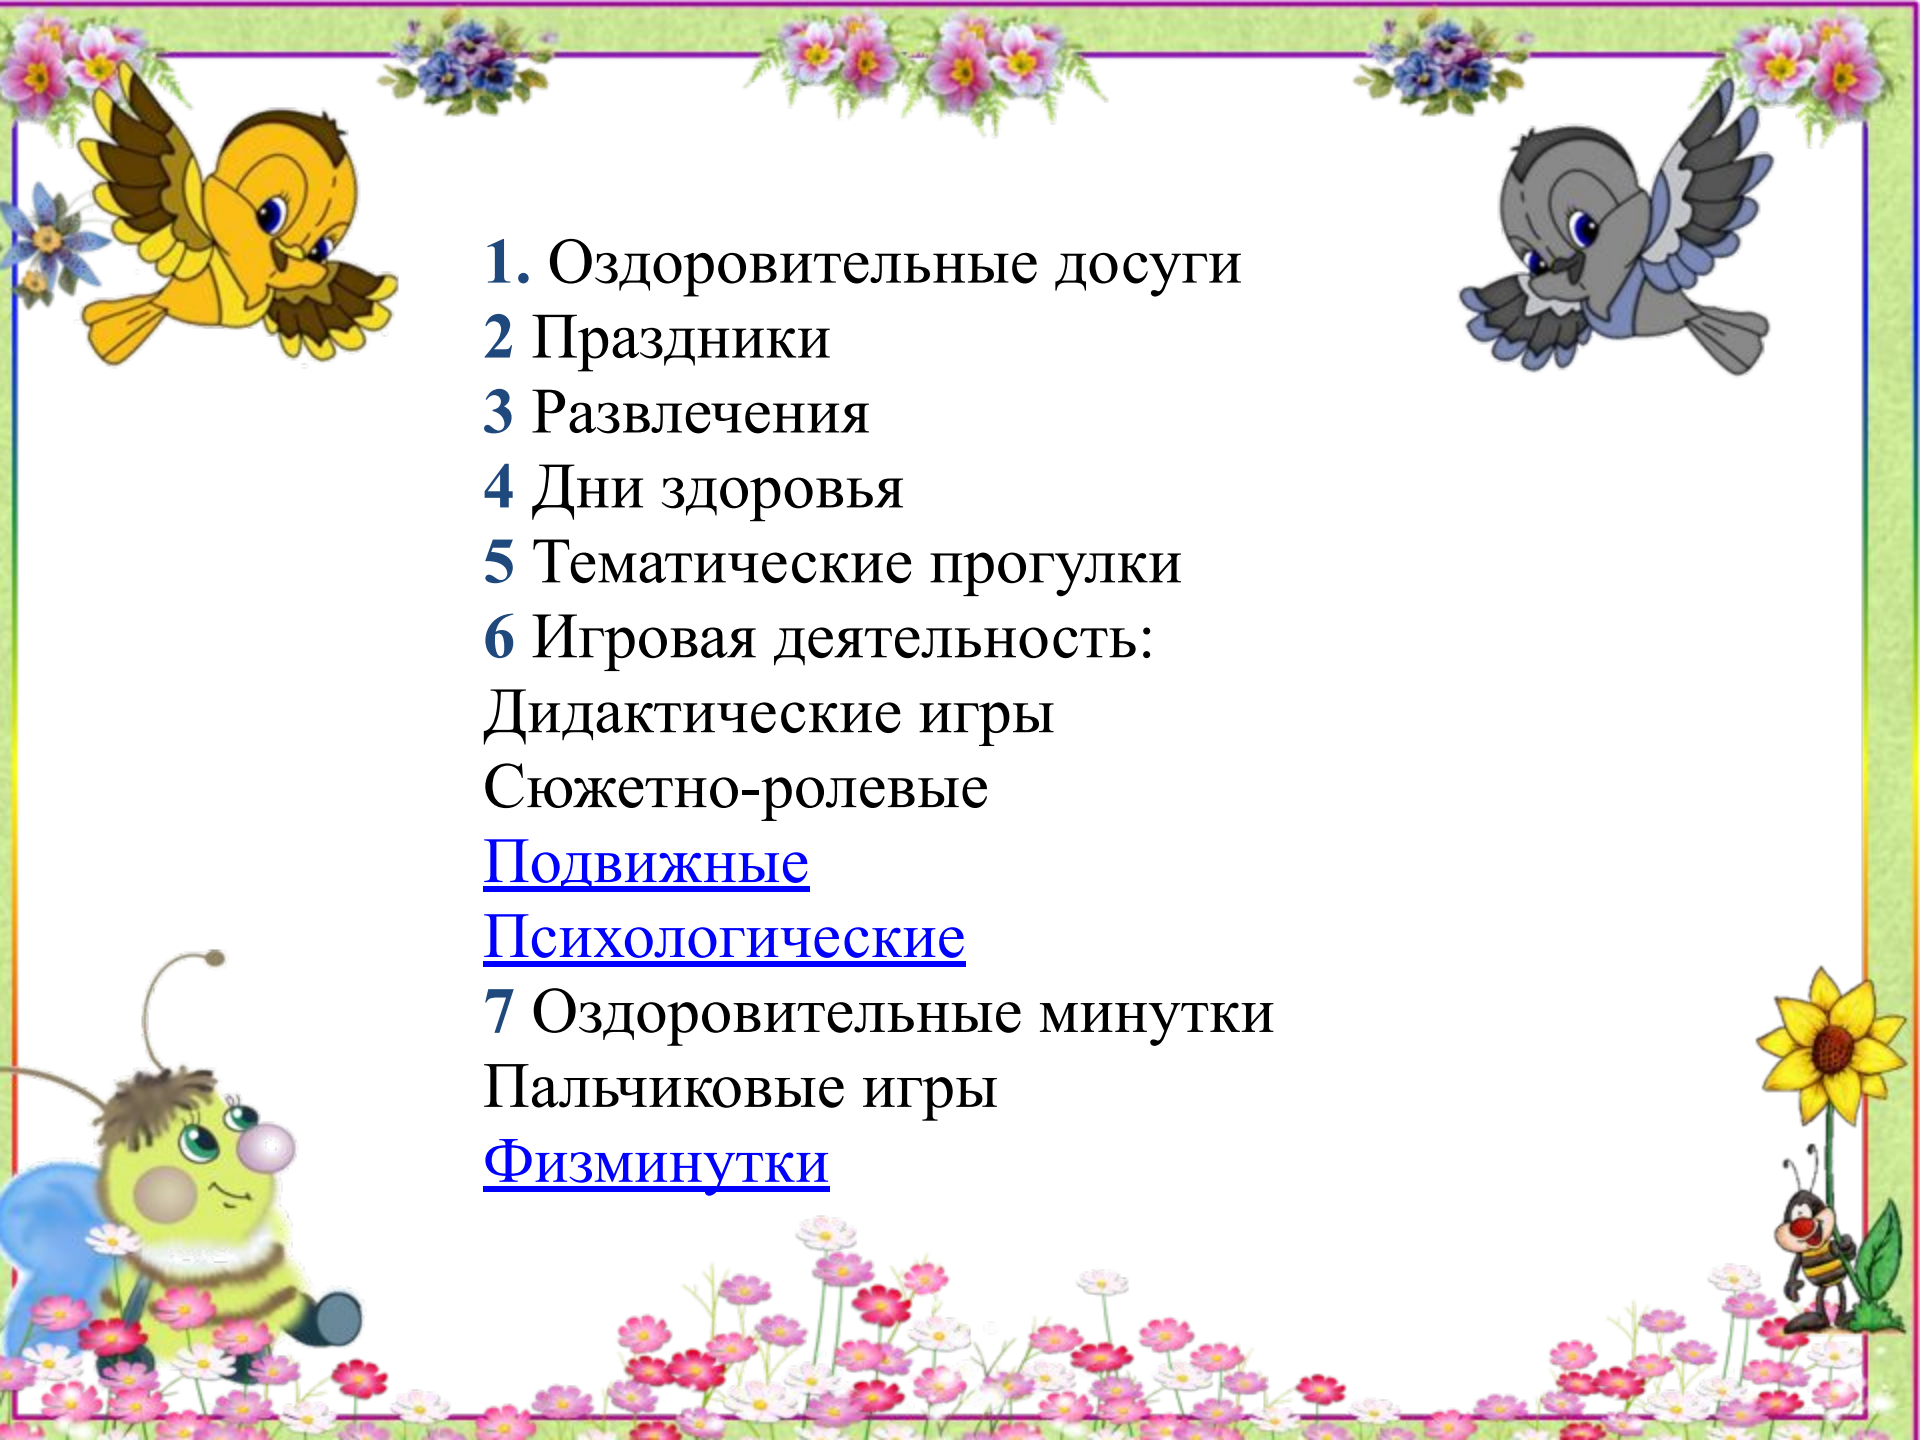 1. Оздоровительные досуги
2 Праздники
3 Развлечения
4 Дни здоровья
5 Тематические прогулки
6 Игровая деятельность:
Дидактические игры
Сюжетно-ролевые
Подвижные
Психологические
7 Оздоровительные минутки
Пальчиковые игры
Физминутки